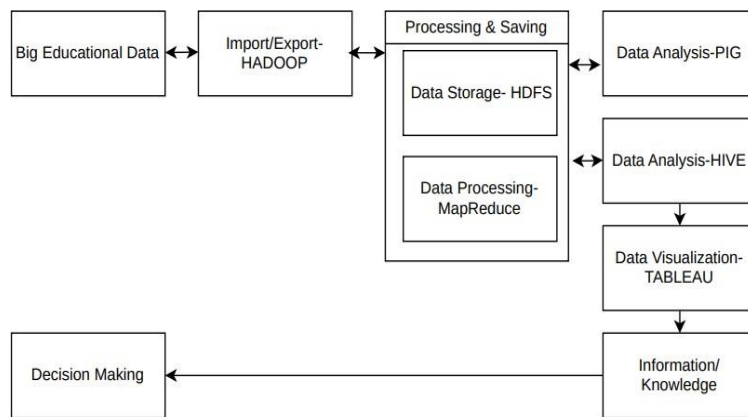 Big Educational Data
Import/Export-
HADOOP
Processing & Saving
Data Storage- HDFS
Data Processing-
MapReduce
Data Analysis-PIG
Data Analysis-HIVE
Data Visualization-
TABLEAU
Information/
Knowledge
Decision Making